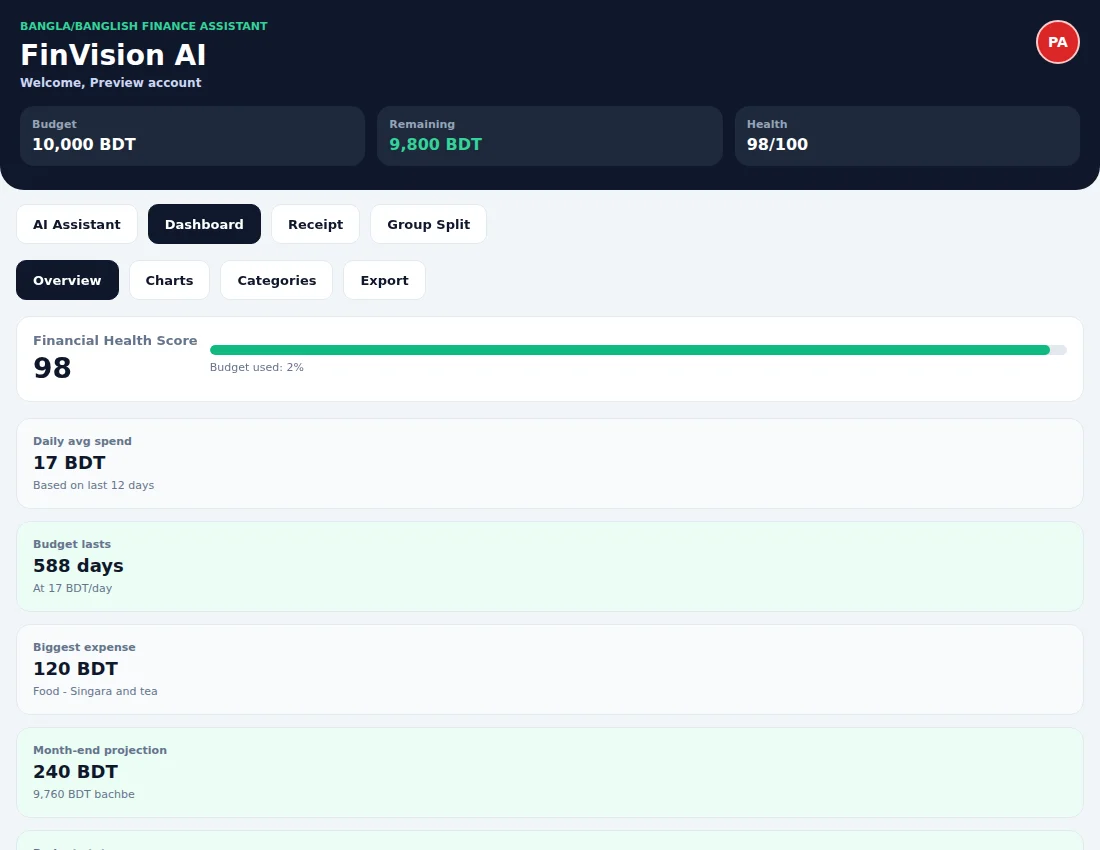 BANGLA/BANGLISH FINANCE ASSISTANT
FinVision AI
Welcome, Preview account
PA
Budget
10,000 BDT
Remaining
9,800 BDT
Health
98/100
AI Assistant
Dashboard
Receipt
Group Split
Overview
Charts
Categories
Export
Financial Health Score
98
Budget used: 2%
Daily avg spend
17 BDT
Based on last 12 days
Budget lasts
588 days
At 17 BDT/day
Biggest expense
120 BDT
Food - Singara and tea
Month-end projection
240 BDT
9,760 BDT bachbe